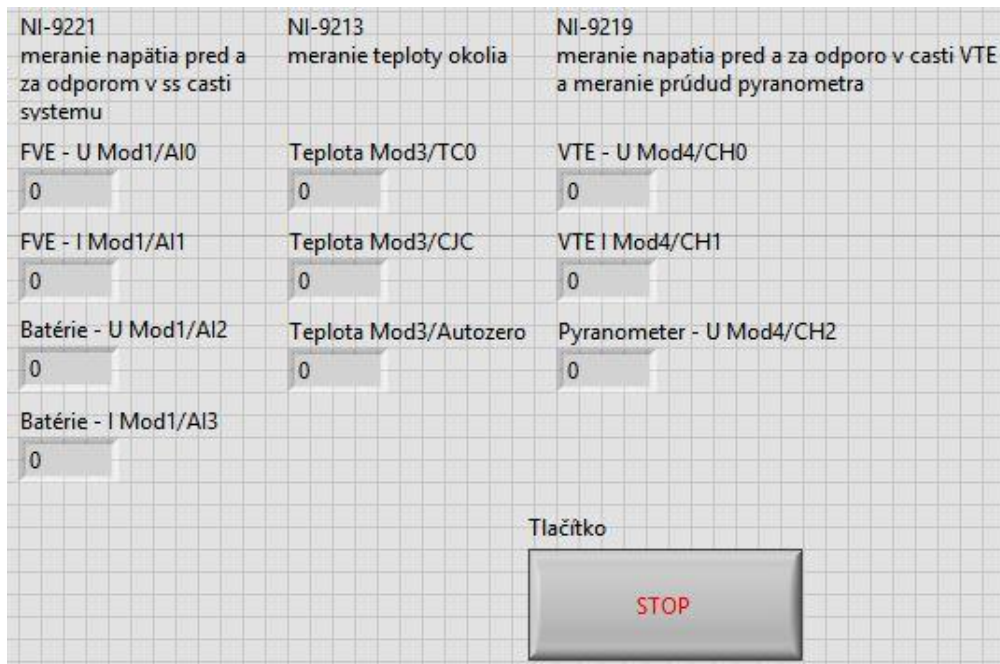 NI-9221
meranie napätia pred a
za odporom v ss casti
systemu
FVE - U Mod1/AI0
0
FVE - I Mod1/AI1
0
Batérie - U Mod1/AI2
0
Batérie - I Mod1/AI3
0
NI-9213
meranie teploty okolia
Teplota Mod3/TC0
0
Teplota Mod3/CJC
0
Teplota Mod3/Autozero
0
NI-9219
meranie napatia pred a za odporo v casti VTE
a meranie prúdud pyranometra
VTE - U Mod4/CH0
0
VTE I Mod4/CH1
0
Pyranometer - U Mod4/CH2
0
Tlačítko
STOP